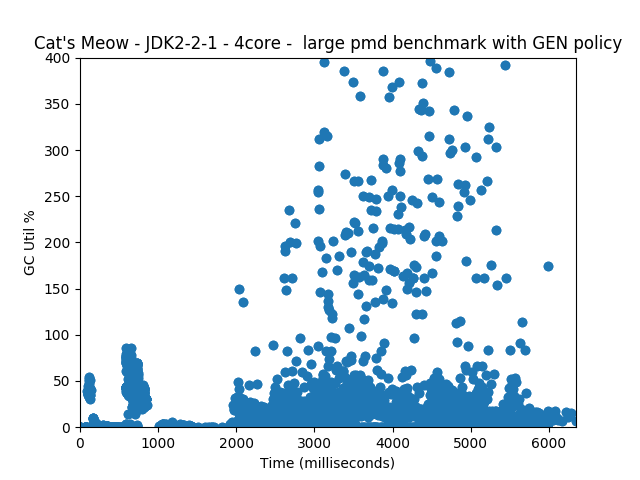 Cat's Meow - JDK2-2-1 - 4core -  large pmd benchmark with GEN policy
400
350
300
250
200
150
100
50
0
GC Util %
0 1000 2000 3000 4000 5000 6000
Time (milliseconds)